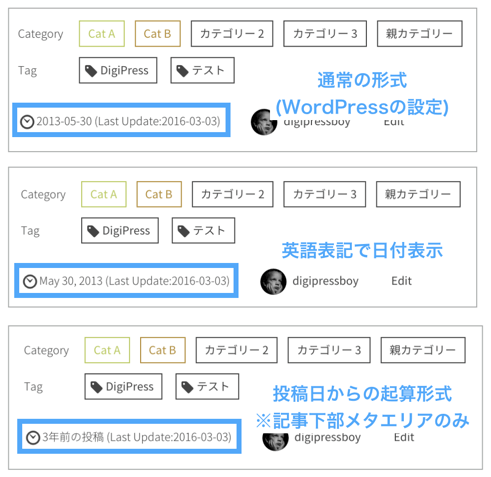 Category Cat A Cat B カテゴリー 2 カテゴリー 3 親カテゴリー
Tag DigiPress テスト
通常の形式
(WordPressの設定)
2013-05-30 (Last Update:2016-03-03) digipressboy Edit
Category Cat A Cat B カテゴリー 2 カテゴリー 3 親カテゴリー
Tag DigiPress テスト
英語表記で日付表示
May 30, 2013 (Last Update:2016-03-03) digipressboy Edit
Category Cat A Cat B カテゴリー 2 カテゴリー 3 親カテゴリー
Tag DigiPress テスト
投稿日からの起算形式
※記事下部メタエリアのみ
3年前の投稿 (Last Update:2016-03-03) digipressboy Edit